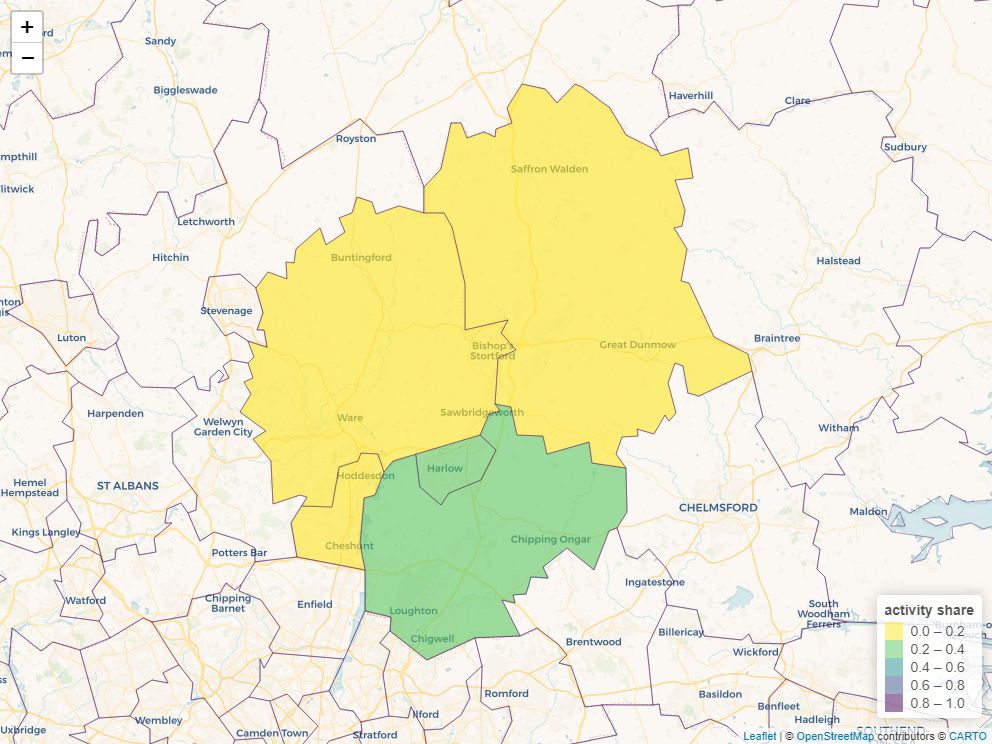 +
−
rd
Sandy
Biggleswade
Haverhill
Clare
Royston
Sudbury
mpthill
Saffron Walden
litwick
Letchworth
Hitchin
Buntingford
Halstead
nton
gis
Stevenage
Luton
Bishop's
Stortford
Great Dunmow
Braintree
Harpenden
Ware
Sawbridgeworth
Welwyn
Garden City
Witham
Harlow
Hoddesdon
Hemel
Hempstead
ST ALBANS
CHELMSFORD
Maldon
Kings Langley
Chipping Ongar
Cheshunt
Potters Bar
Ingatestone
Watford
Chipping
Barnet
Enfield
Loughton
South
Woodham
Ferrers
Chigwell
Brentwood
Billericay
Wickford
Romford
Basildon
Benfleet
Wembley
Ilford
Hadleigh
Uxbridge
Camden Town
Stratford
SOUTHEND
activity share
0.0 – 0.2
0.2 – 0.4
0.4 – 0.6
0.6 – 0.8
0.8 – 1.0
Leaflet | © OpenStreetMap contributors © CARTO